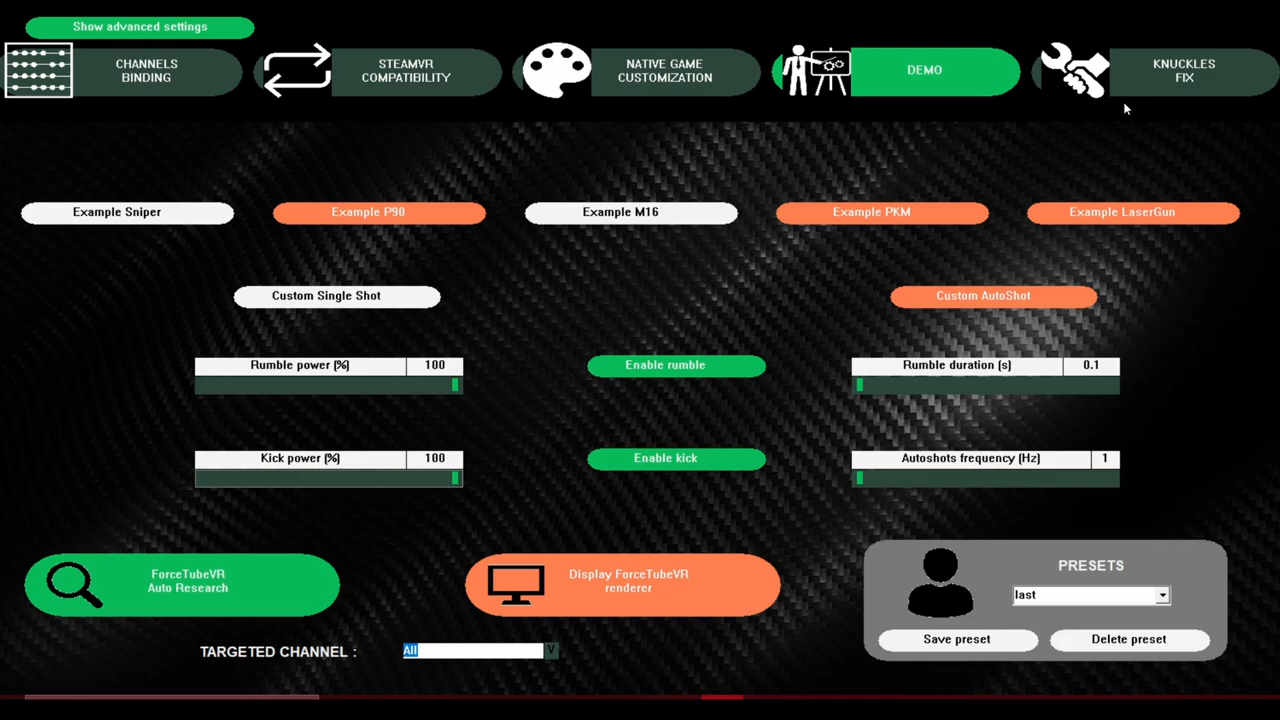 Show advanced settings
CHANNELS
BINDING
STEAMVR
COMPATIBILITY
NATIVE GAME
CUSTOMIZATION
DEMO
KNUCKLES
FIX
Example Sniper
Example P90
Example M16
Example PKM
Example LaserGun
Custom Single Shot
Custom AutoShot
Rumble power (%) 100
Enable rumble
Rumble duration (s) 0.1
Kick power (%) 100
Enable kick
Autoshots frequency (Hz) 1
ForceTubeVR
Auto Research
Display ForceTubeVR
renderer
PRESETS
last
Save preset
Delete preset
TARGETED CHANNEL : All V